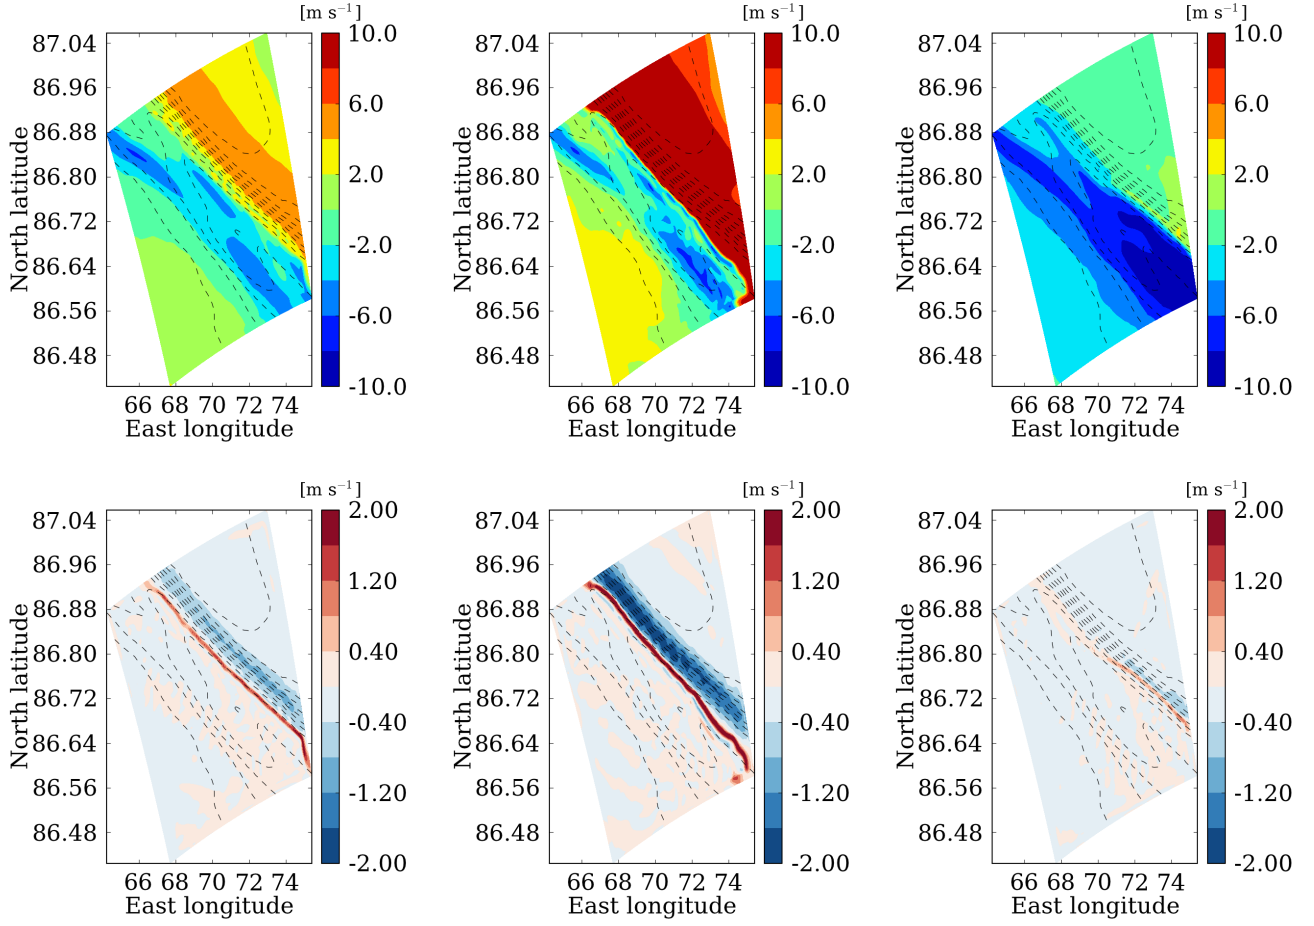 [m s⁻¹] [m s⁻¹] [m s⁻¹]
87.04 10.0 87.04 10.0 87.04 10.0
86.96 6.0 86.96 6.0 86.96 6.0
86.88 86.88 86.88
86.80 2.0 86.80 2.0 86.80 2.0
86.72 -2.0 86.72 -2.0 86.72 -2.0
86.64 86.64 86.64
86.56 -6.0 86.56 -6.0 86.56 -6.0
86.48 -10.0 86.48 -10.0 86.48 -10.0
North latitude North latitude North latitude
66 68 70 72 74 66 68 70 72 74 66 68 70 72 74
East longitude East longitude East longitude
[m s⁻¹] [m s⁻¹] [m s⁻¹]
87.04 2.00 87.04 2.00 87.04 2.00
86.96 1.20 86.96 1.20 86.96 1.20
86.88 86.88 86.88
86.80 0.40 86.80 0.40 86.80 0.40
86.72 -0.40 86.72 -0.40 86.72 -0.40
86.64 86.64 86.64
86.56 -1.20 86.56 -1.20 86.56 -1.20
86.48 -2.00 86.48 -2.00 86.48 -2.00
North latitude North latitude North latitude
66 68 70 72 74 66 68 70 72 74 66 68 70 72 74
East longitude East longitude East longitude